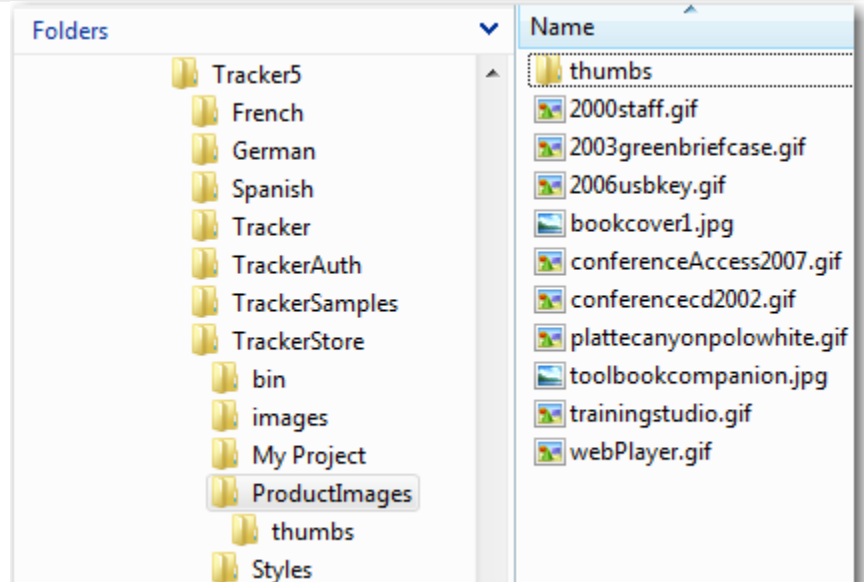 Folders
Tracker5
French
German
Spanish
Tracker
TrackerAuth
TrackerSamples
TrackerStore
bin
images
My Project
ProductImages
thumbs
Styles
Name
thumbs
2000staff.gif
2003greenbriefcase.gif
2006usbkey.gif
bookcover1.jpg
conferenceAccess2007.gif
conferencecd2002.gif
plattecanyonpolowhite.gif
toolbookcompanion.jpg
trainingstudio.gif
webPlayer.gif